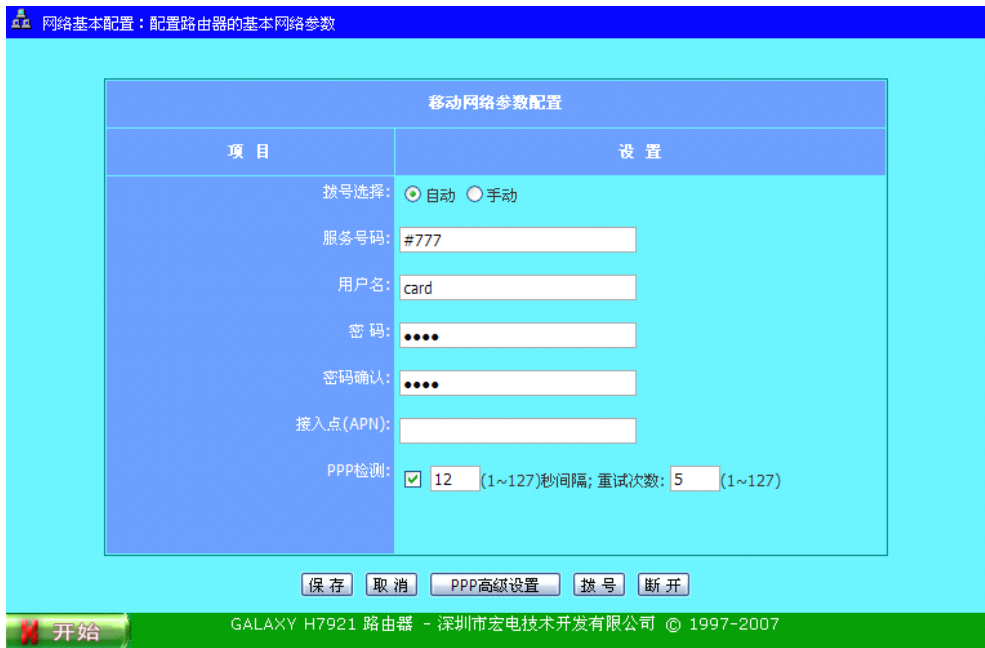 网络基本配置：配置路由器的基本网络参数
移动网络参数配置
项 目 设 置
拨号选择: 自动 手动
服务号码: #777
用户名: card
密 码: ●●●●
密码确认: ●●●●
接入点(APN):
PPP检测: 12 (1~127)秒间隔; 重试次数: 5 (1~127)
保 存 取 消 PPP高级设置 拨 号 断 开
开始 GALAXY H7921 路由器 - 深圳市宏电技术开发有限公司 © 1997-2007